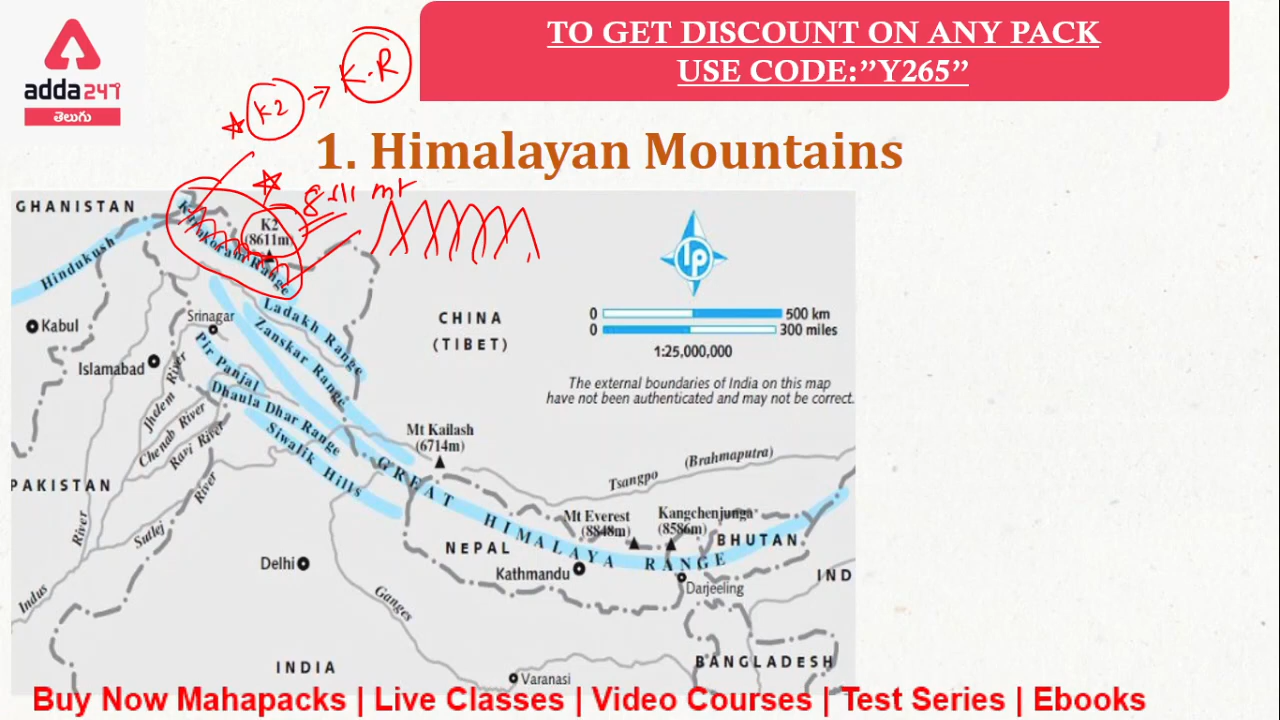 TO GET DISCOUNT ON ANY PACK
USE CODE:”Y265”
adda247
తెలుగు
K2 → K.R
1. Himalayan Mountains
8611 mt
GHANISTAN
Hindukush
Karakoram Range
K2
(8611m)
Kabul
Srinagar
Islamabad
Ladakh Range
Zanskar Range
Pir Panjal
Dhaula Dhar Range
Siwalik Hills
Jhelem River
Chenab River
Ravi River
River
Sutlej
River
Indus
PAKISTAN
CHINA
(TIBET)
TP
0 500 km
0 300 miles
1:25,000,000
The external boundaries of India on this map
have not been authenticated and may not be correct.
Mt Kailash
(6714m)
Tsangpo (Brahmaputra)
GREAT HIMALAYA RANGE
Mt Everest
(8848m)
Kangchenjunga
(8586m)
NEPAL
BHUTAN
Kathmandu
Darjeeling
IND
Delhi
Ganges
INDIA
Varanasi
BANGLADESH
Buy Now Mahapacks | Live Classes | Video Courses | Test Series | Ebooks